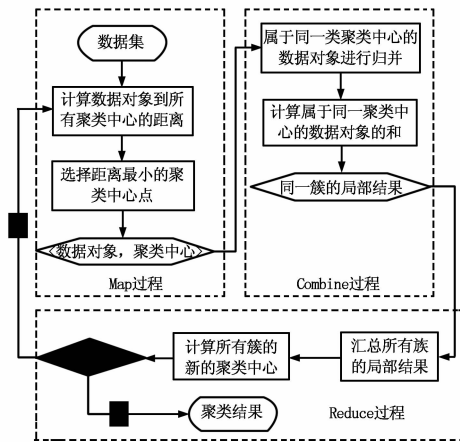 数据集
计算数据对象到所
有聚类中心的距离
选择距离最小的聚
类中心点
〈数据对象，聚类中心〉
Map过程
属于同一类聚类中心的
数据对象进行归并
计算属于同一聚类中
心的数据对象的和
同一簇的局部结果
Combine过程
汇总所有族
的局部结果
计算所有簇的
新的聚类中心
聚类结果
Reduce过程